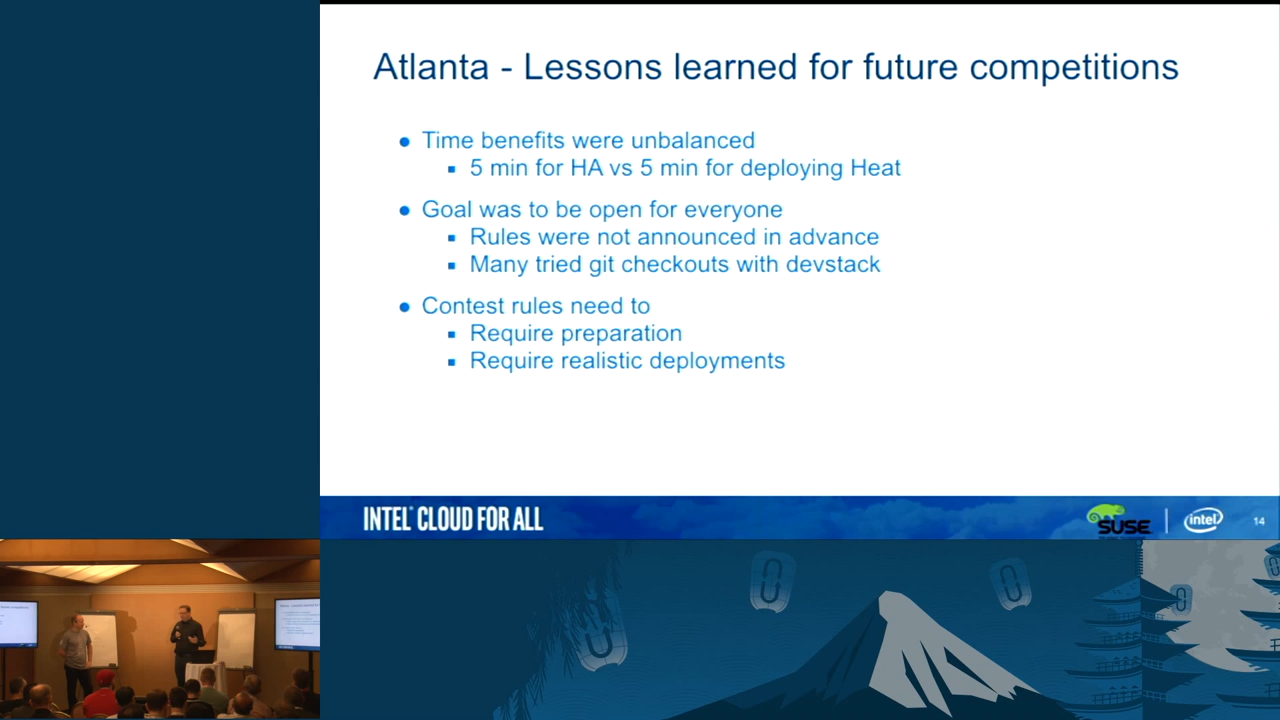 Atlanta - Lessons learned for future competitions
Time benefits were unbalanced
5 min for HA vs 5 min for deploying Heat
Goal was to be open for everyone
Rules were not announced in advance
Many tried git checkouts with devstack
Contest rules need to
Require preparation
Require realistic deployments
INTEL® CLOUD FOR ALL
SUSE
intel
14